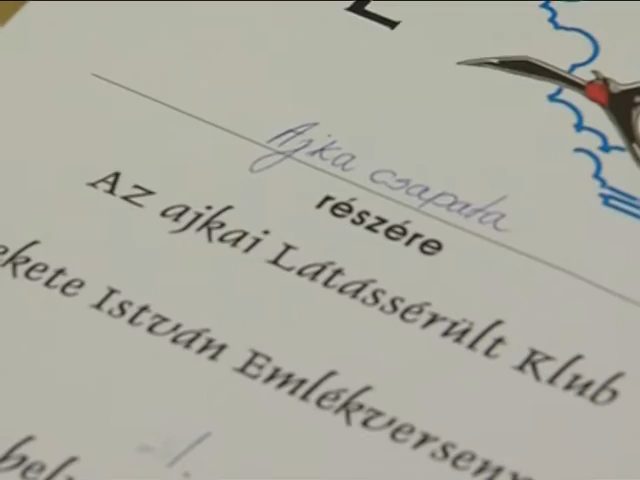 Ajka csapata
részére
Az ajkai Látássérült Klub
ekete István Emlékverseny